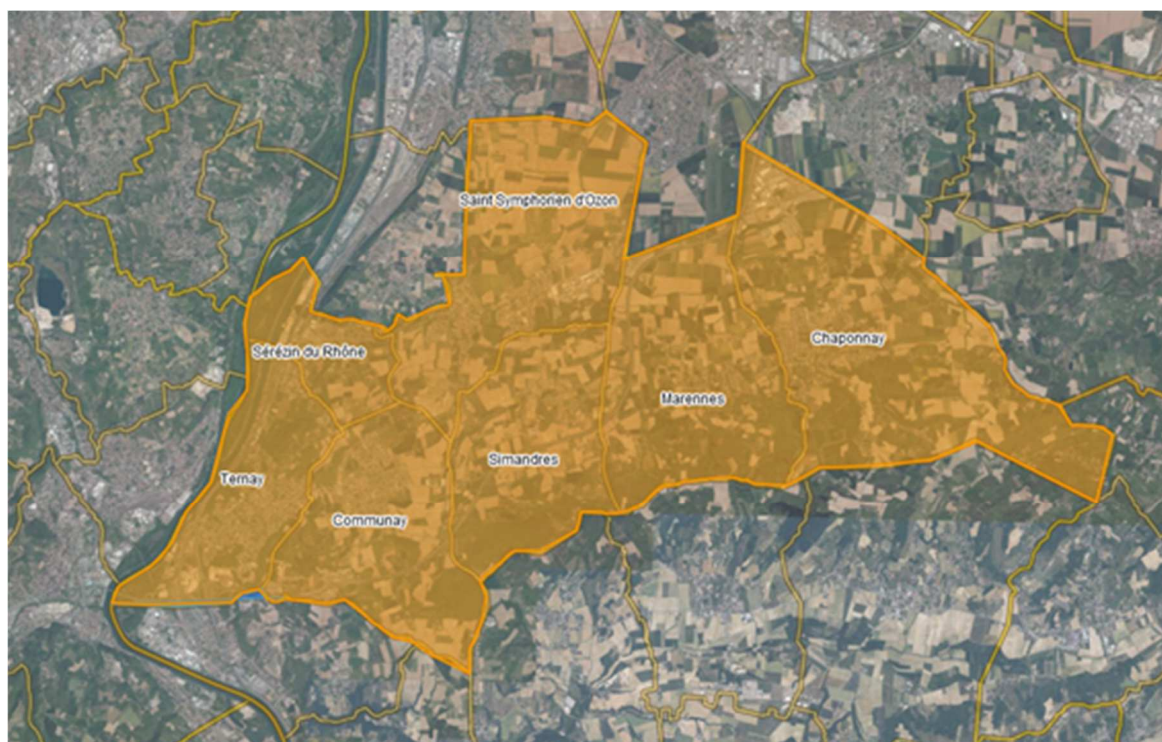 Saint Symphorien d'Ozon
Chaponnay
Sérézin du Rhône
Marennes
Simandres
Ternay
Communay